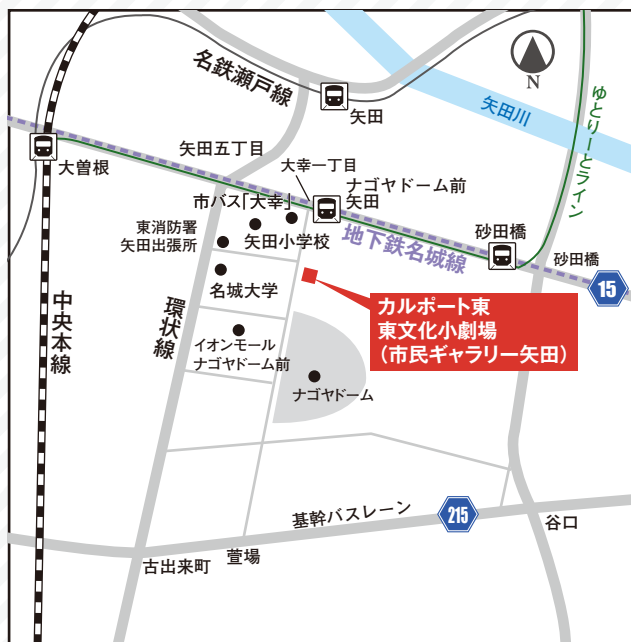 名鉄瀬戸線
N
矢田
矢田川
ゆとりーとライン
大曽根
矢田五丁目
大幸一丁目
ナゴヤドーム前
矢田
市バス「大幸」
東消防署
矢田出張所
矢田小学校
地下鉄名城線
砂田橋
砂田橋
15
名城大学
中央本線
環状線
カルポート東
東文化小劇場
(市民ギャラリー矢田)
イオンモール
ナゴヤドーム前
ナゴヤドーム
基幹バスレーン
215
谷口
古出来町
萱場